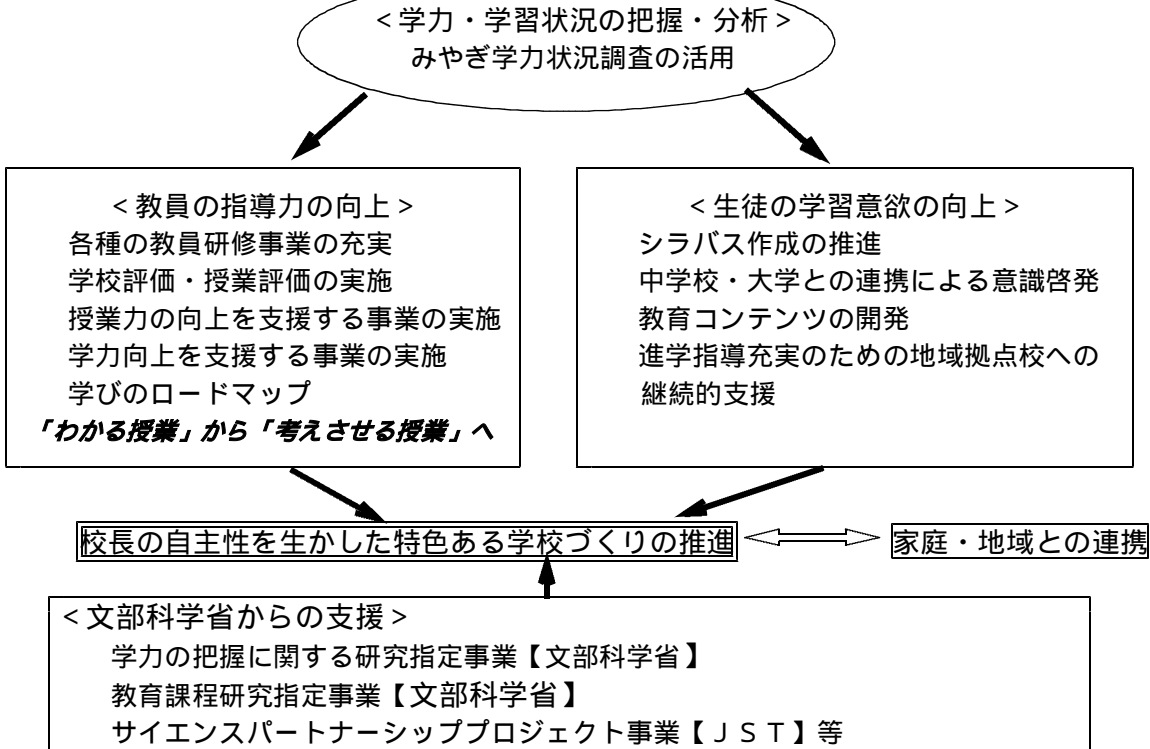 ＜学力・学習状況の把握・分析＞
みやぎ学力状況調査の活用
＜教員の指導力の向上＞
各種の教員研修事業の充実
学校評価・授業評価の実施
授業力の向上を支援する事業の実施
学力向上を支援する事業の実施
学びのロードマップ
「わかる授業」から「考えさせる授業」へ
＜生徒の学習意欲の向上＞
シラバス作成の推進
中学校・大学との連携による意識啓発
教育コンテンツの開発
進学指導充実のための地域拠点校への
継続的支援
校長の自主性を生かした特色ある学校づくりの推進
家庭・地域との連携
＜文部科学省からの支援＞
学力の把握に関する研究指定事業【文部科学省】
教育課程研究指定事業【文部科学省】
サイエンスパートナーシッププロジェクト事業【ＪＳＴ】等